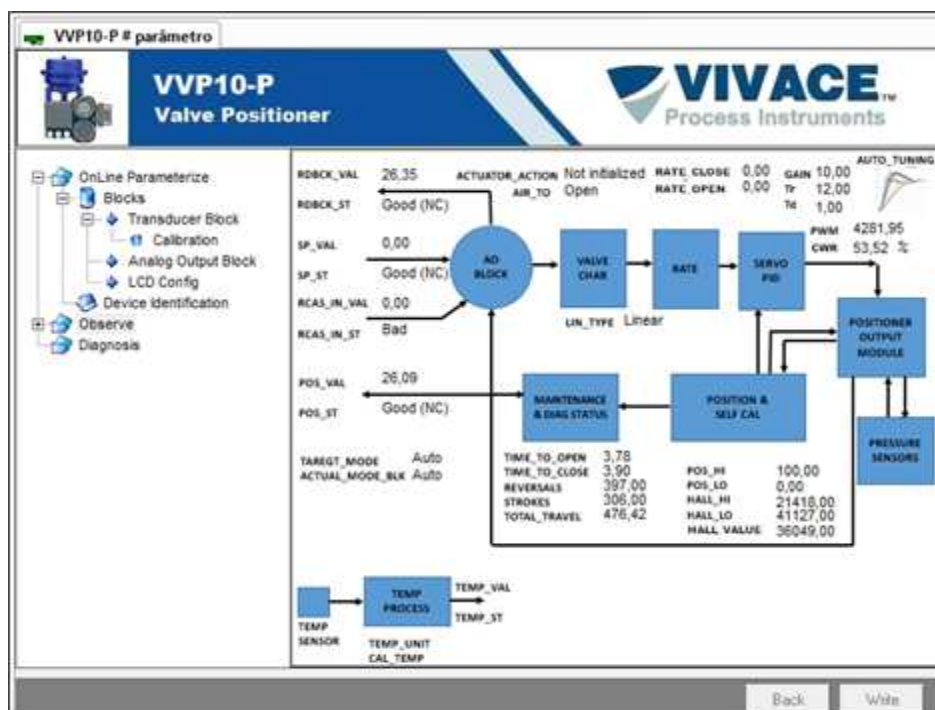 VVP10-P # parâmetro
VVP10-P
Valve Positioner
VIVACE TM
Process Instruments
OnLine Parameterize
Blocks
Transducer Block
Calibration
Analog Output Block
LCD Config
Device Identification
Observe
Diagnosis
RDBCK_VAL 26,35
RDBCK_ST Good (NC)
SP_VAL 0,00
SP_ST Good (NC)
RCAS_IN_VAL 0,00
RCAS_IN_ST Bad
POS_VAL 26,09
POS_ST Good (NC)
TAREGT_MODE Auto
ACTUAL_MODE_BLK Auto
ACTUATOR_ACTION Not initialized
AIR_TO Open
RATE_CLOSE 0,00
RATE_OPEN 0,00
GAIN 10,00
Tr 12,00
Td 1,00
AUTO_TUNING
PWM 4281,95
CWR 53,52 %
AO
BLOCK
VALVE
CHAR
RATE
SERVO
PID
LIN_TYPE Linear
POSITIONER
OUTPUT
MODULE
MAINTENANCE
& DIAG STATUS
POSITION &
SELF CAL
PRESSURE
SENSORS
TIME_TO_OPEN 3,78
TIME_TO_CLOSE 3,90
REVERSALS 397,00
STROKES 306,00
TOTAL_TRAVEL 476,42
POS_HI 100,00
POS_LO 0,00
HALL_HI 21418,00
HALL_LO 41127,00
HALL_VALUE 36049,00
TEMP
SENSOR
TEMP
PROCESS
TEMP_VAL
TEMP_ST
TEMP_UNIT
CAL_TEMP
Back
Write